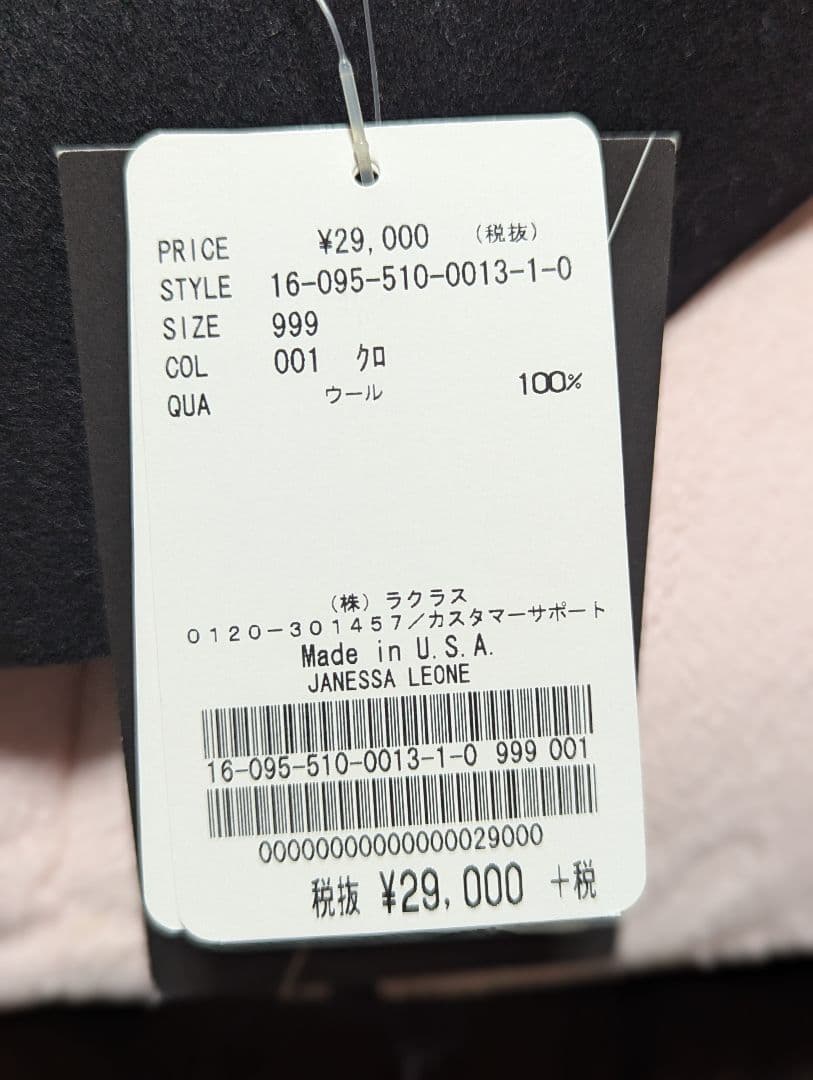 PRICE ¥29,000 （税抜）
STYLE 16-095-510-0013-1-0
SIZE 999
COL 001 ｸﾛ
QUA ウール 100%
（株）ラクラス
０１２０－３０１４５７／カスタマーサポート
Made in U.S.A.
JANESSA LEONE
16-095-510-0013-1-0 999 001
00000000000000029000
税抜 ¥29,000 +税